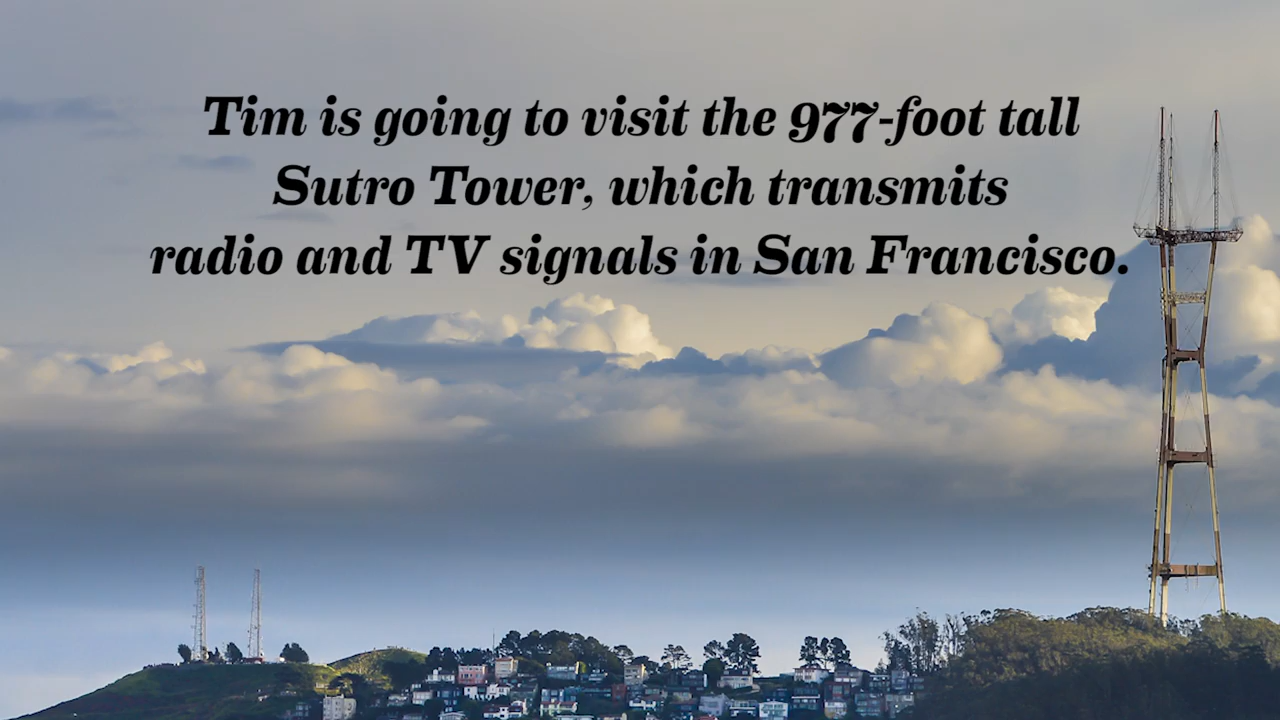 Tim is going to visit the 977-foot tall
Sutro Tower, which transmits
radio and TV signals in San Francisco.